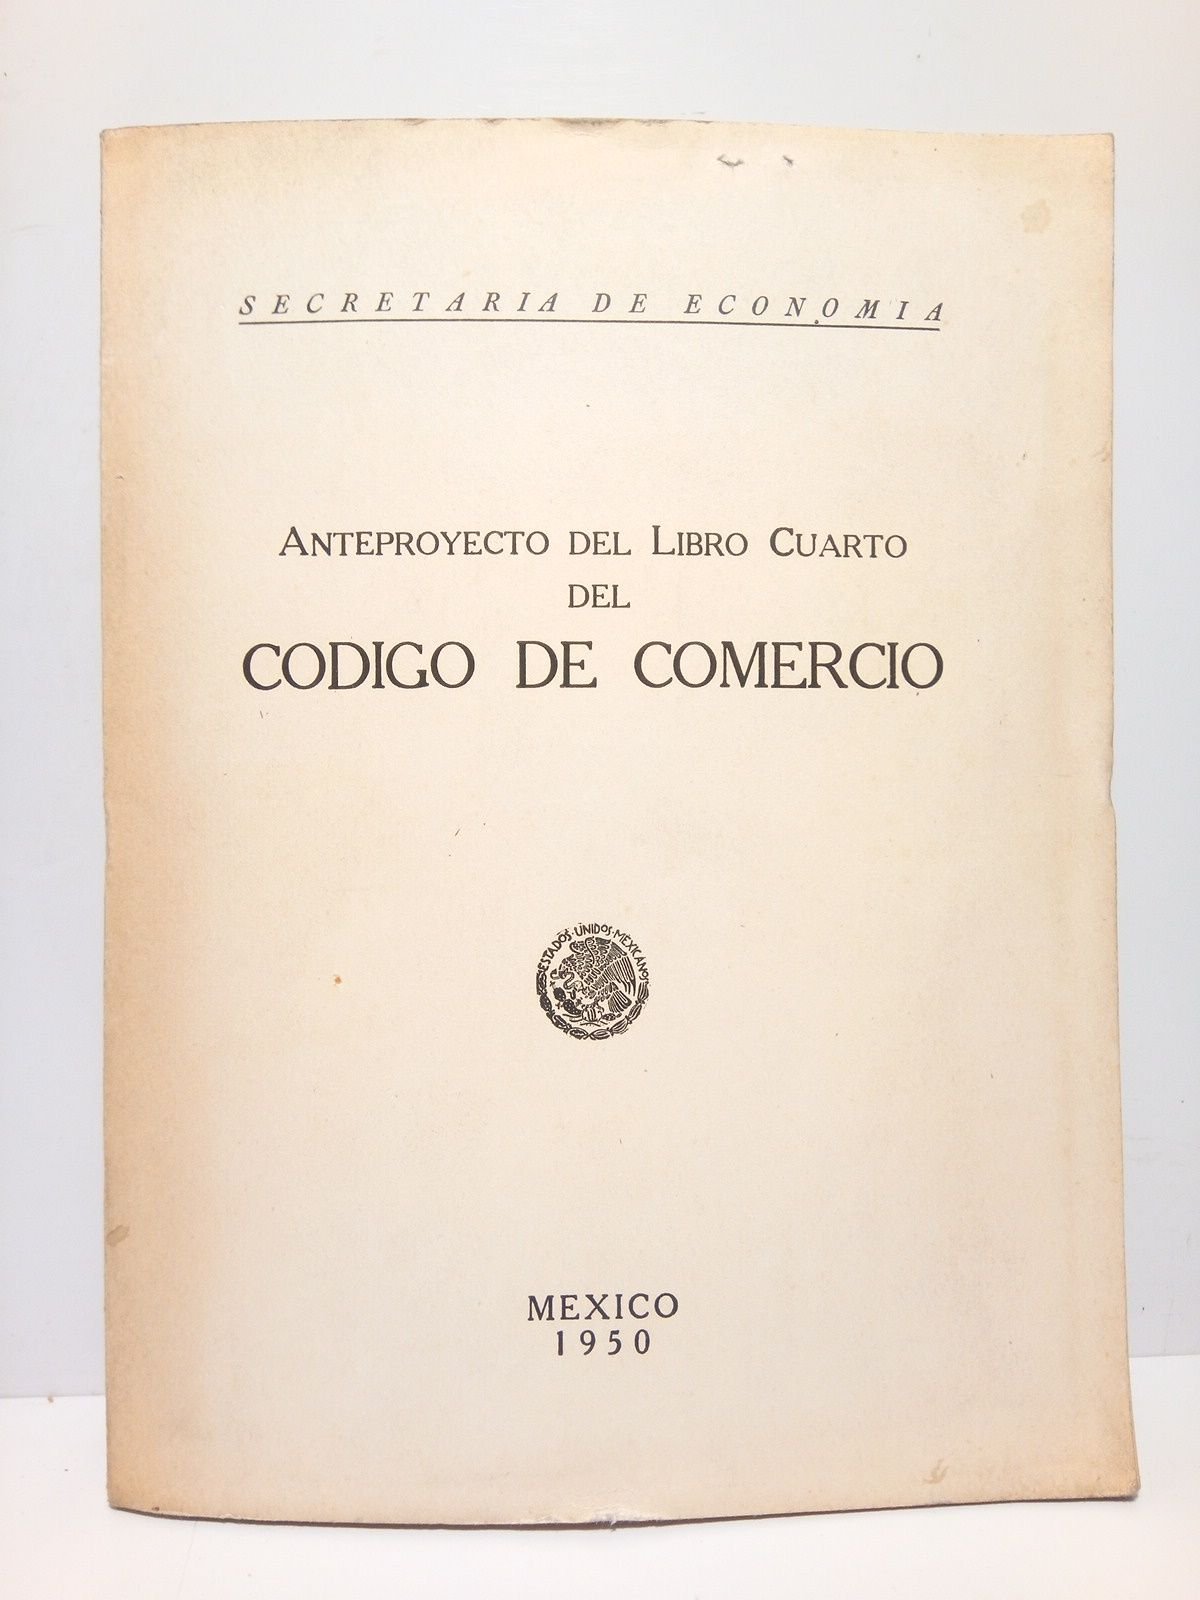 SECRETARIA DE ECONOMIA
ANTEPROYECTO DEL LIBRO CUARTO
DEL
CODIGO DE COMERCIO
ESTADOS·UNIDOS·MEXICANOS
MEXICO
1950